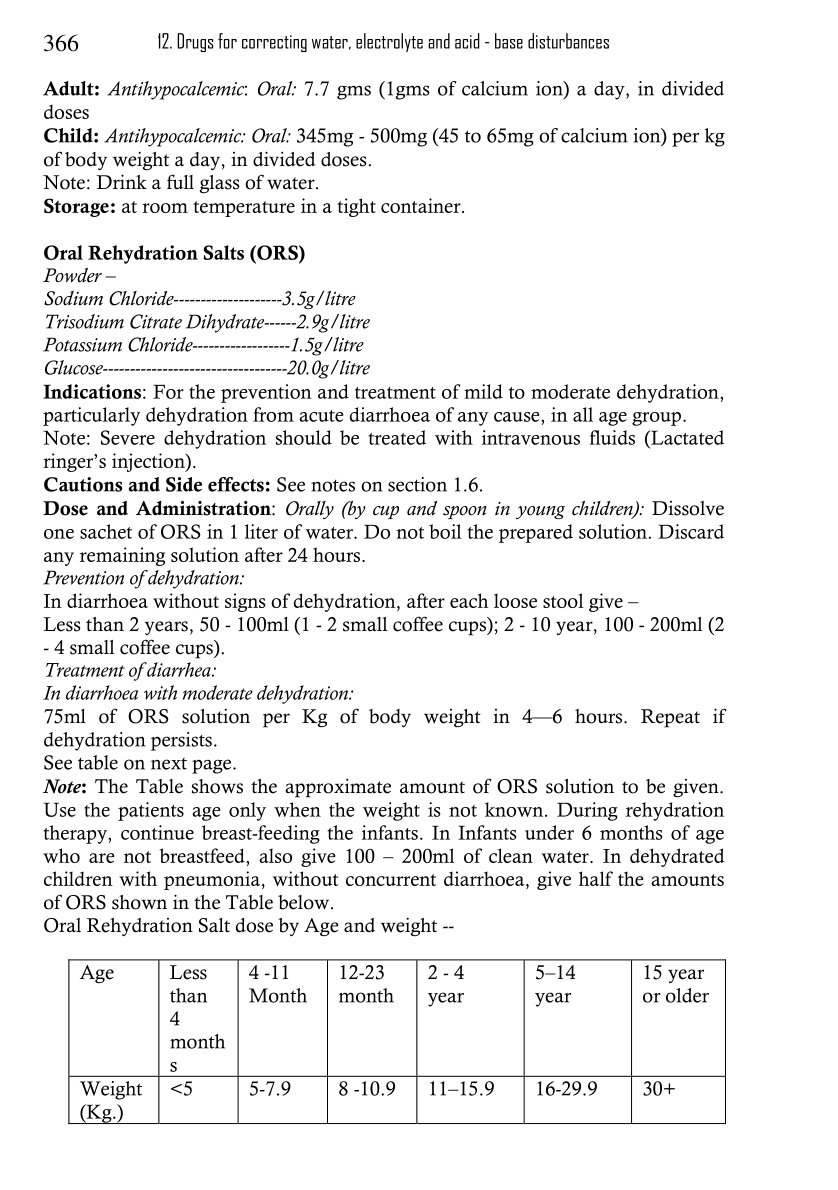 366 12. Drugs for correcting water, electrolyte and acid - base disturbances
Adult: Antihypocalcemic: Oral: 7.7 gms (1gms of calcium ion) a day, in divided
doses
Child: Antihypocalcemic: Oral: 345mg - 500mg (45 to 65mg of calcium ion) per kg
of body weight a day, in divided doses.
Note: Drink a full glass of water.
Storage: at room temperature in a tight container.
Oral Rehydration Salts (ORS)
Powder –
Sodium Chloride--------------------3.5g/litre
Trisodium Citrate Dihydrate------2.9g/litre
Potassium Chloride------------------1.5g/litre
Glucose----------------------------------20.0g/litre
Indications: For the prevention and treatment of mild to moderate dehydration,
particularly dehydration from acute diarrhoea of any cause, in all age group.
Note: Severe dehydration should be treated with intravenous fluids (Lactated
ringer's injection).
Cautions and Side effects: See notes on section 1.6.
Dose and Administration: Orally (by cup and spoon in young children): Dissolve
one sachet of ORS in 1 liter of water. Do not boil the prepared solution. Discard
any remaining solution after 24 hours.
Prevention of dehydration:
In diarrhoea without signs of dehydration, after each loose stool give –
Less than 2 years, 50 - 100ml (1 - 2 small coffee cups); 2 - 10 year, 100 - 200ml (2
- 4 small coffee cups).
Treatment of diarrhea:
In diarrhoea with moderate dehydration:
75ml of ORS solution per Kg of body weight in 4—6 hours. Repeat if
dehydration persists.
See table on next page.
Note: The Table shows the approximate amount of ORS solution to be given.
Use the patients age only when the weight is not known. During rehydration
therapy, continue breast-feeding the infants. In Infants under 6 months of age
who are not breastfeed, also give 100 – 200ml of clean water. In dehydrated
children with pneumonia, without concurrent diarrhoea, give half the amounts
of ORS shown in the Table below.
Oral Rehydration Salt dose by Age and weight --
Age Less 4 -11 12-23 2 - 4 5–14 15 year
than Month month year year or older
4
month
s
Weight <5 5-7.9 8 -10.9 11–15.9 16-29.9 30+
(Kg.)